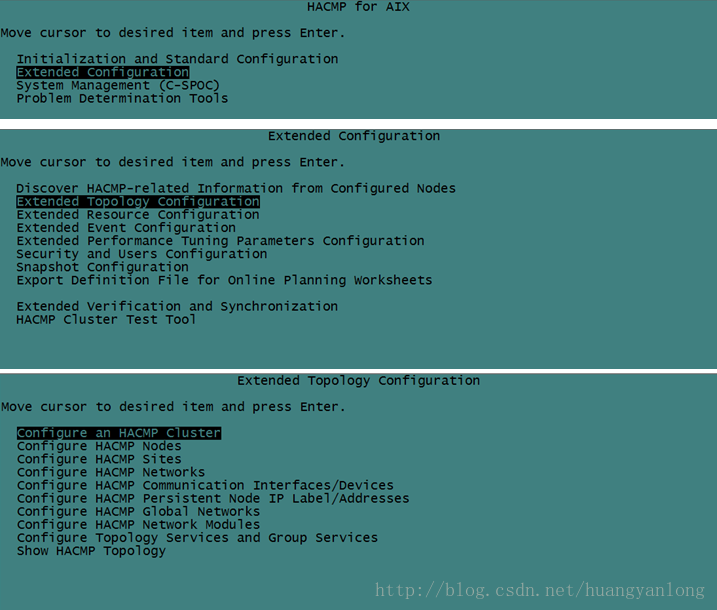 HACMP for AIX
Move cursor to desired item and press Enter.
Initialization and Standard Configuration
Extended Configuration
System Management (C-SPOC)
Problem Determination Tools
Extended Configuration
Move cursor to desired item and press Enter.
Discover HACMP-related Information from Configured Nodes
Extended Topology Configuration
Extended Resource Configuration
Extended Event Configuration
Extended Performance Tuning Parameters Configuration
Security and Users Configuration
Snapshot Configuration
Export Definition File for Online Planning Worksheets
Extended Verification and Synchronization
HACMP Cluster Test Tool
Extended Topology Configuration
Move cursor to desired item and press Enter.
Configure an HACMP Cluster
Configure HACMP Nodes
Configure HACMP Sites
Configure HACMP Networks
Configure HACMP Communication Interfaces/Devices
Configure HACMP Persistent Node IP Label/Addresses
Configure HACMP Global Networks
Configure HACMP Network Modules
Configure Topology Services and Group Services
Show HACMP Topology
http://blog.csdn.net/huangyanlong